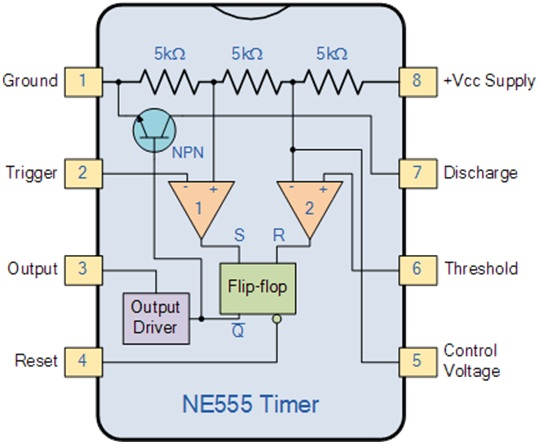 5kΩ 5kΩ 5kΩ
Ground 1 8 +Vcc Supply
NPN
Trigger 2 7 Discharge
- + - +
1 2
S R
Output 3 6 Threshold
Flip-flop
Output
Driver
Q̅
Reset 4 5 Control
Voltage
NE555 Timer